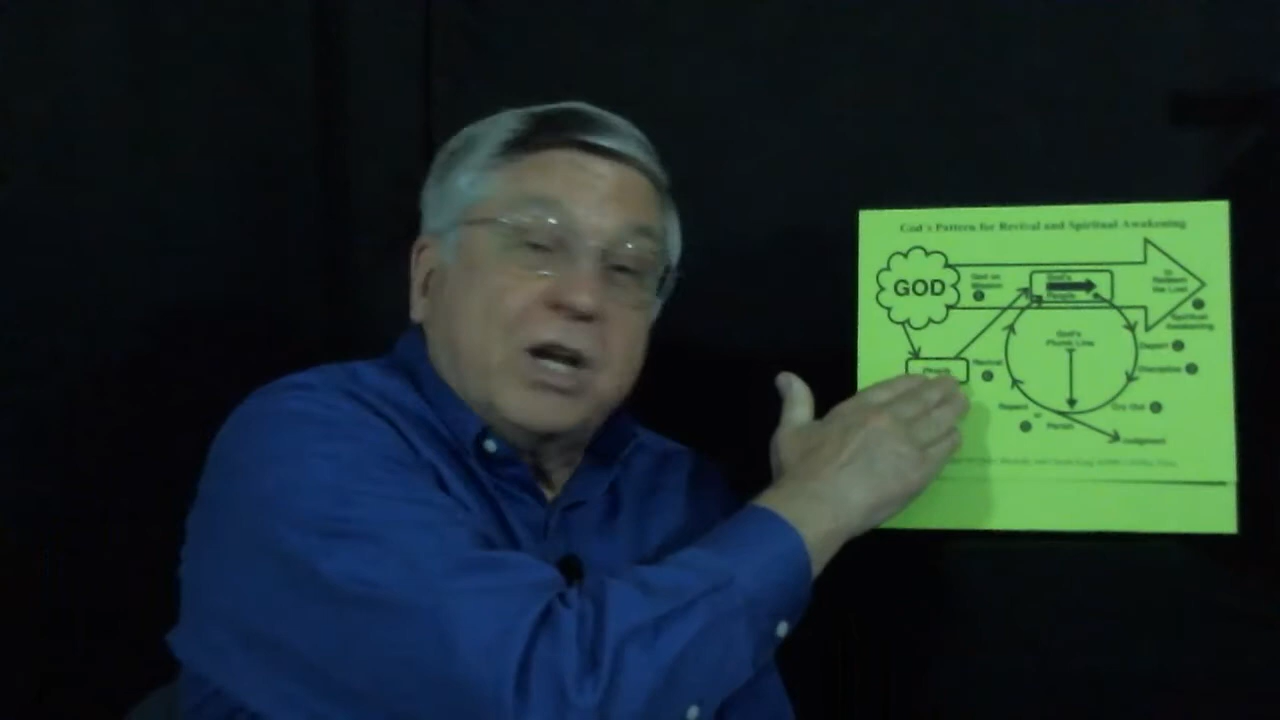 God's Pattern for Revival and Spiritual Awakening
GOD
God on
Mission
God's
People
to
Redeem
the Lost
Spiritual
Awakening
God's
Plumb Line
Depart
Discipline
Revival
People
Cry Out
Repent
or
Perish
Judgment